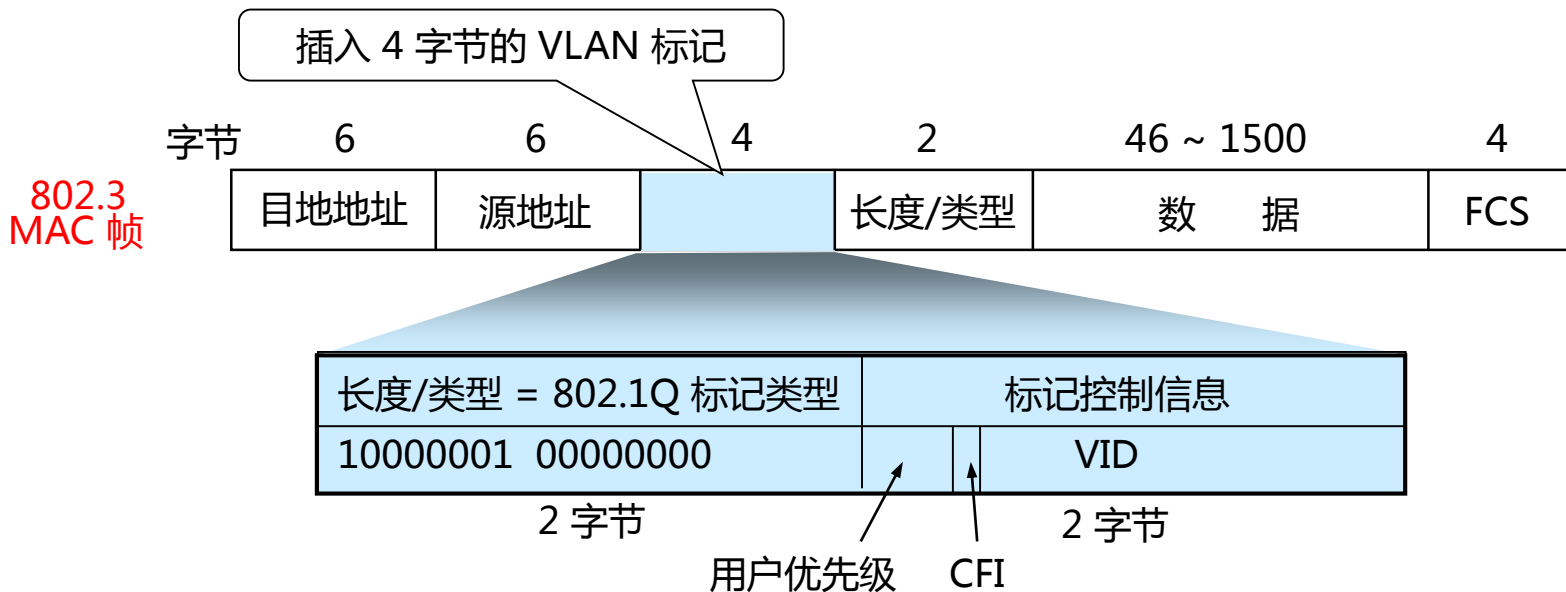 插入 4 字节的 VLAN 标记
字节 6 6 4 2 46 ~ 1500 4
802.3
MAC 帧
目地地址 源地址 长度/类型 数 据 FCS
长度/类型 = 802.1Q 标记类型 标记控制信息
10000001 00000000 VID
2 字节 2 字节
用户优先级 CFI